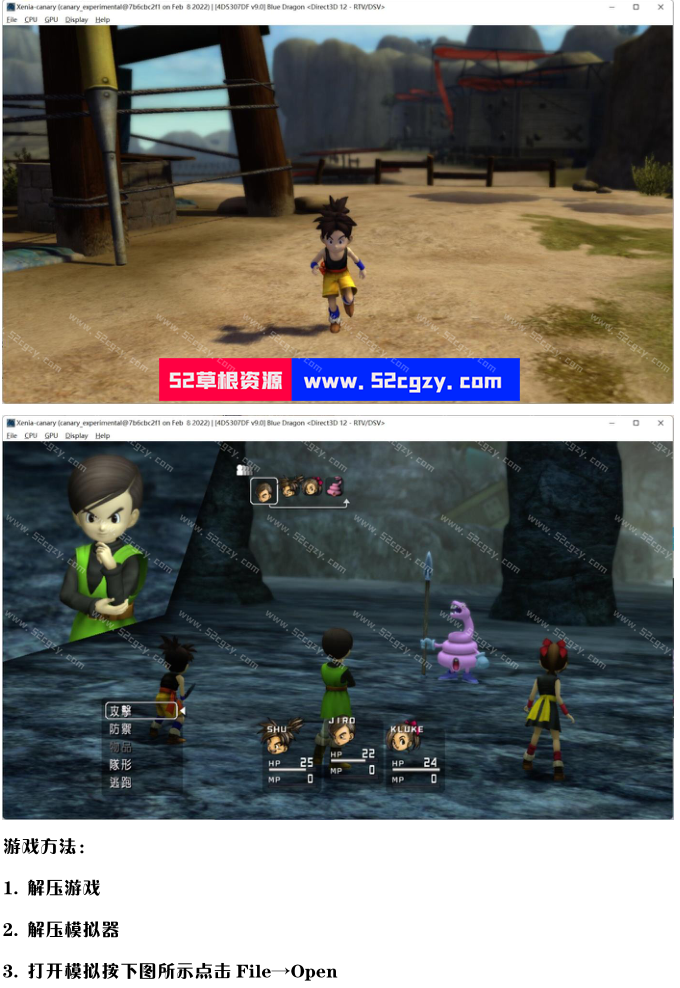 Xenia-canary (canary_experimental@7b6cbc2f1 on Feb 8 2022) | [4D5307DF v9.0] Blue Dragon <Direct3D 12 - RTV/DSV>
File CPU GPU Display Help
52草根资源 www.52cgzy.com
Xenia-canary (canary_experimental@7b6cbc2f1 on Feb 8 2022) | [4D5307DF v9.0] Blue Dragon <Direct3D 12 - RTV/DSV>
File CPU GPU Display Help
www.52cgzy.com
攻擊
防禦
物品
隊形
逃跑
SHU
HP 25
MP 0
JIRO
HP 22
MP 0
KLUKE
HP 24
MP 0
游戏方法：
1. 解压游戏
2. 解压模拟器
3. 打开模拟按下图所示点击 File→Open